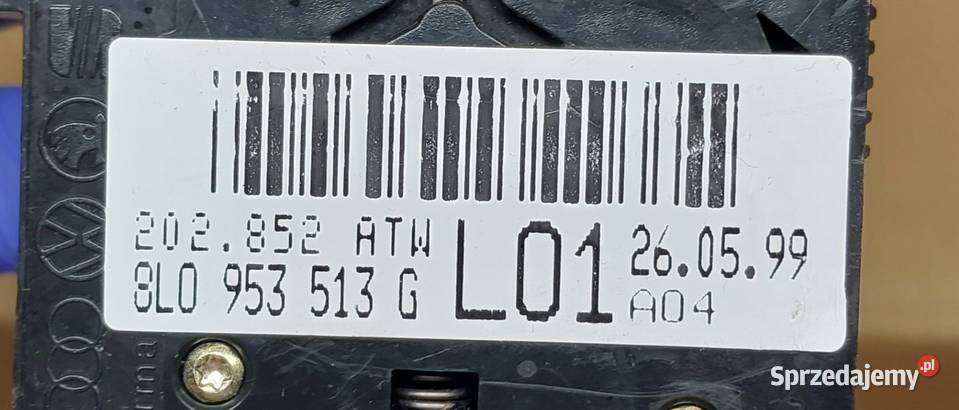 202.852 ATW
8L0 953 513 G
L01
26.05.99
A04
Sprzedajemy.pl